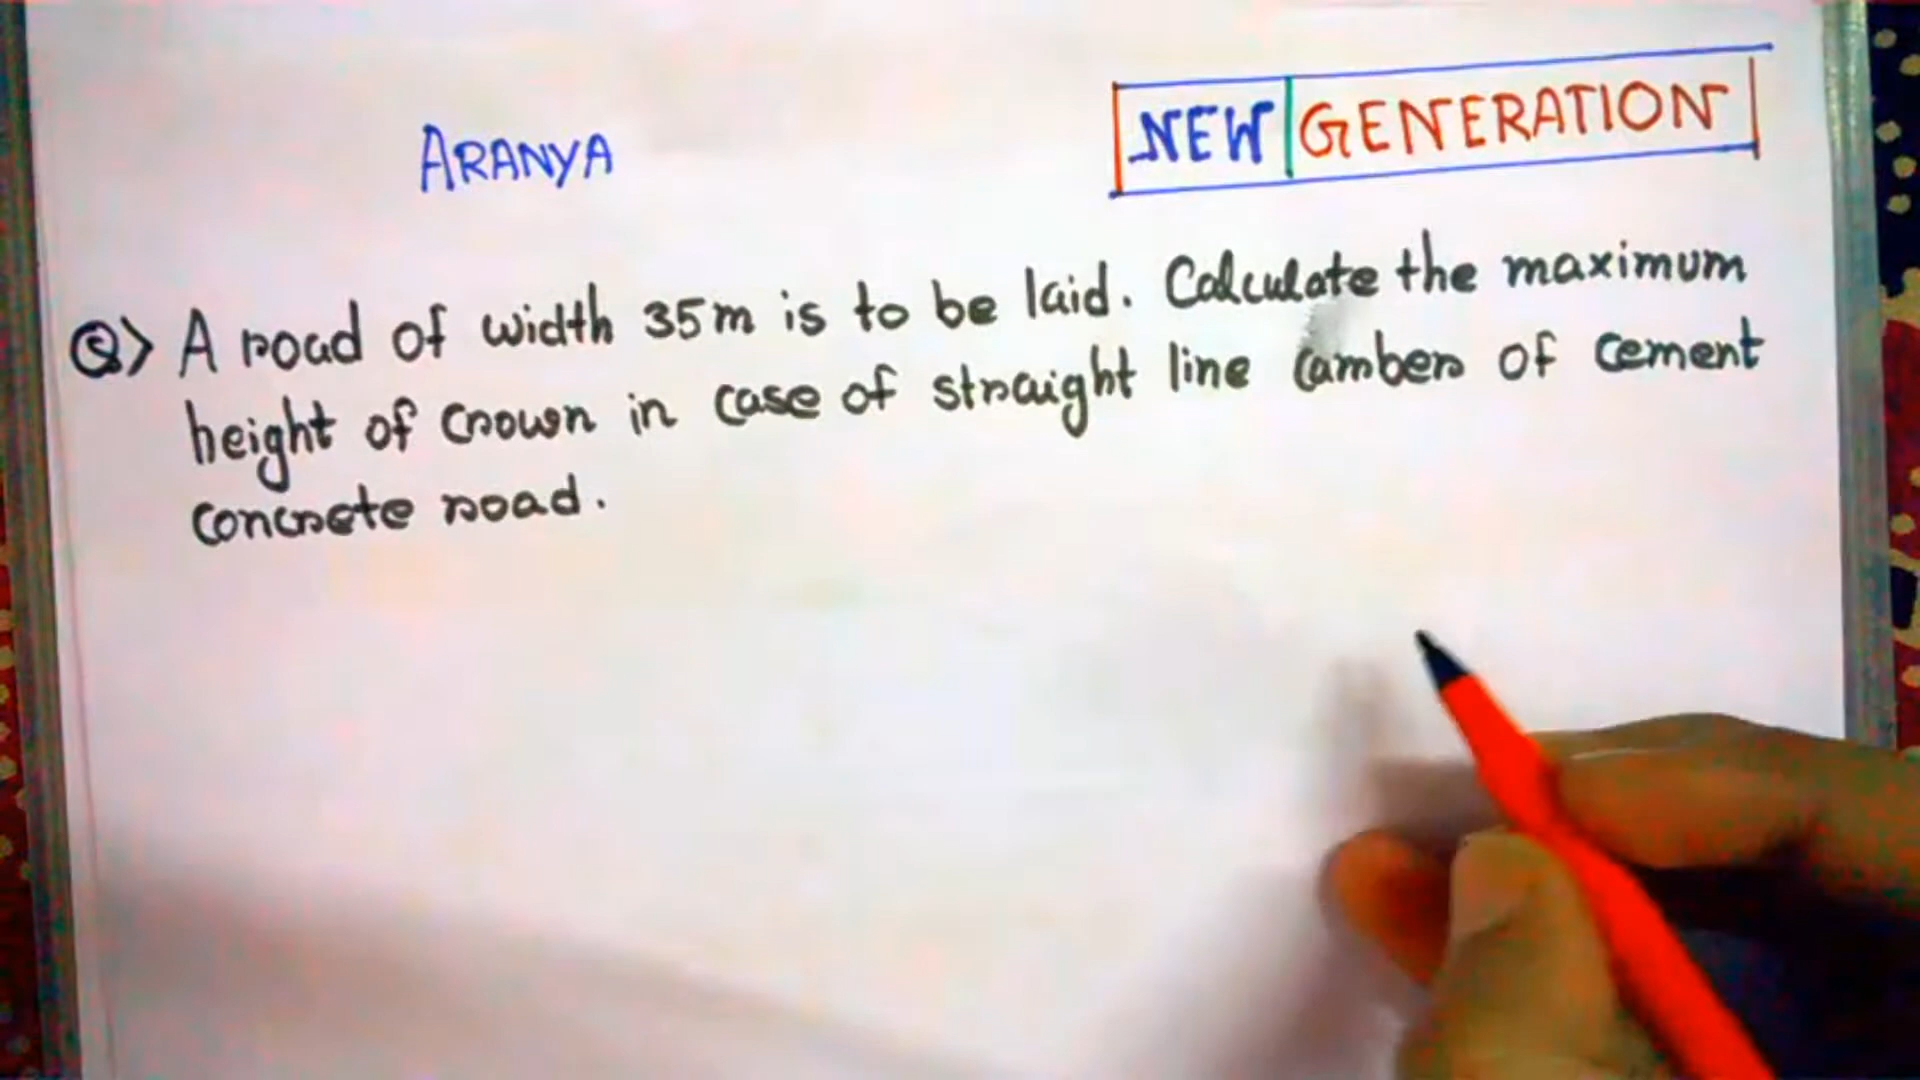 ARANYA
NEW GENERATION
Q> A road of width 35m is to be laid. Calculate the maximum
height of crown in case of straight line camber of cement
concrete road.